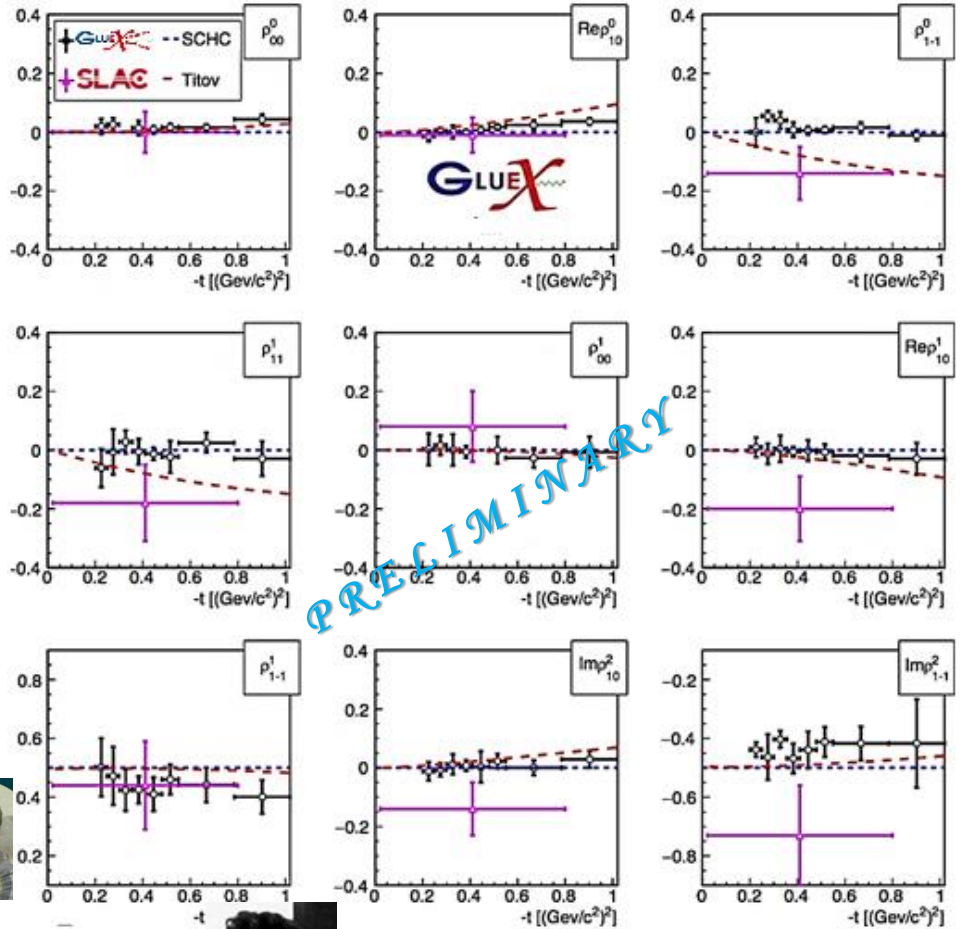 GLUEX SCHC
SLAC Titov
0.4 0.2 0 −0.2 −0.4
0 0.2 0.4 0.6 0.8 1
-t [(Gev/c²)²]
ρ⁰₀₀
0.4 0.2 0 −0.2 −0.4
0 0.2 0.4 0.6 0.8 1
-t [(Gev/c²)²]
Reρ⁰₁₀
GLUEX
0.4 0.2 0 −0.2 −0.4
0 0.2 0.4 0.6 0.8 1
-t [(Gev/c²)²]
ρ⁰₁₋₁
0.4 0.2 0 −0.2 −0.4
0 0.2 0.4 0.6 0.8 1
-t [(Gev/c²)²]
ρ¹₁₁
0.4 0.2 0 −0.2 −0.4
0 0.2 0.4 0.6 0.8 1
-t [(Gev/c²)²]
ρ¹₀₀
0.4 0.2 0 −0.2 −0.4
0 0.2 0.4 0.6 0.8 1
-t [(Gev/c²)²]
Reρ¹₁₀
PRELIMINARY
0.8 0.6 0.4 0.2
0 0.2 0.4 0.6 0.8 1
-t
ρ¹₁₋₁
0.4 0.2 0 −0.2 −0.4
0 0.2 0.4 0.6 0.8 1
-t [(Gev/c²)²]
Imρ²₁₀
−0.2 −0.4 −0.6 −0.8
0 0.2 0.4 0.6 0.8 1
-t [(Gev/c²)²]
Imρ²₁₋₁